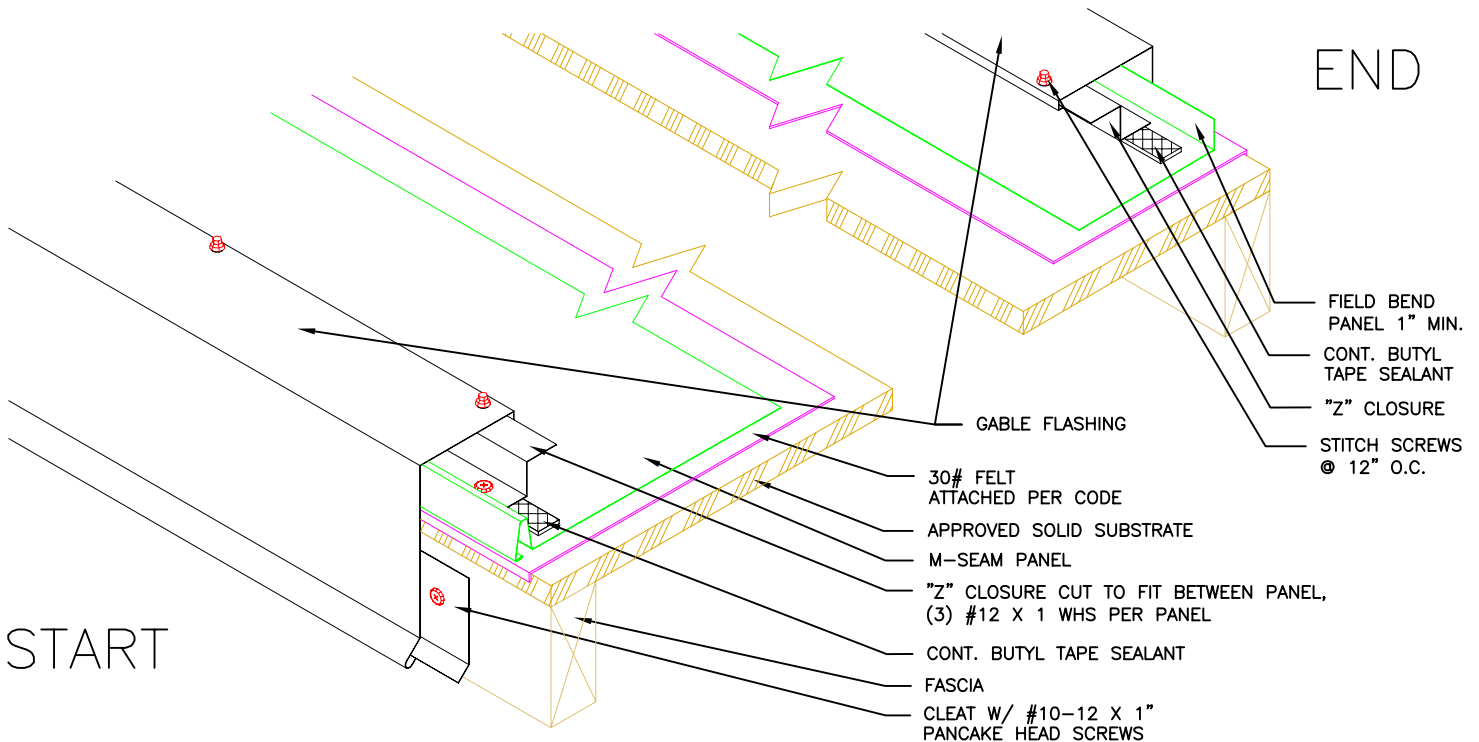 END
FIELD BEND
PANEL 1" MIN.
CONT. BUTYL
TAPE SEALANT
"Z" CLOSURE
STITCH SCREWS
@ 12" O.C.
GABLE FLASHING
30# FELT
ATTACHED PER CODE
APPROVED SOLID SUBSTRATE
M-SEAM PANEL
"Z" CLOSURE CUT TO FIT BETWEEN PANEL,
(3) #12 X 1 WHS PER PANEL
CONT. BUTYL TAPE SEALANT
FASCIA
CLEAT W/ #10-12 X 1"
PANCAKE HEAD SCREWS
START